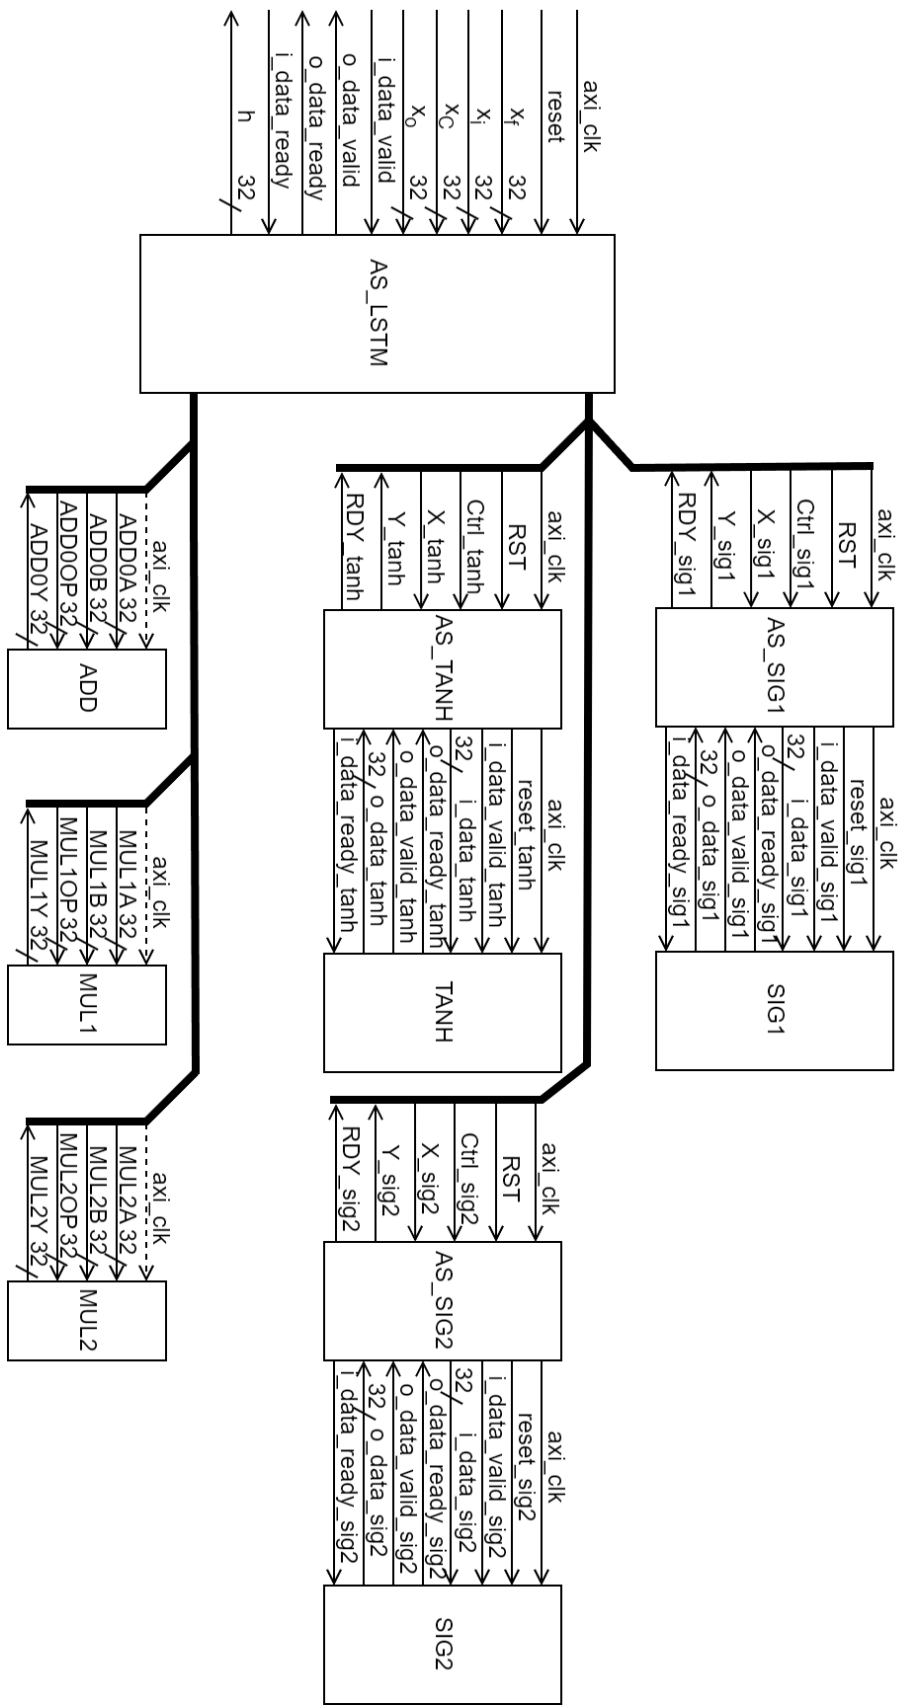 axi_clk
reset
x_f 32
x_i 32
x_C 32
x_o 32
i_data_valid
o_data_valid
o_data_ready
i_data_ready
h 32
AS_LSTM
axi_clk
RST
Ctrl_sig1
X_sig1
Y_sig1
RDY_sig1
AS_SIG1
axi_clk
reset_sig1
i_data_valid_sig1
32, i_data_sig1
o_data_ready_sig1
o_data_valid_sig1
32, o_data_sig1
i_data_ready_sig1
SIG1
axi_clk
RST
Ctrl_tanh
X_tanh
Y_tanh
RDY_tanh
AS_TANH
axi_clk
reset_tanh
i_data_valid_tanh
32, i_data_tanh
o_data_ready_tanh
o_data_valid_tanh
32, o_data_tanh
i_data_ready_tanh
TANH
axi_clk
RST
Ctrl_sig2
X_sig2
Y_sig2
RDY_sig2
AS_SIG2
axi_clk
reset_sig2
i_data_valid_sig2
32, i_data_sig2
o_data_ready_sig2
o_data_valid_sig2
32, o_data_sig2
i_data_ready_sig2
SIG2
axi_clk
ADD0A 32
ADD0B 32
ADD0OP 32
ADD0Y 32
ADD
axi_clk
MUL1A 32
MUL1B 32
MUL1OP 32
MUL1Y 32
MUL1
axi_clk
MUL2A 32
MUL2B 32
MUL2OP 32
MUL2Y 32
MUL2